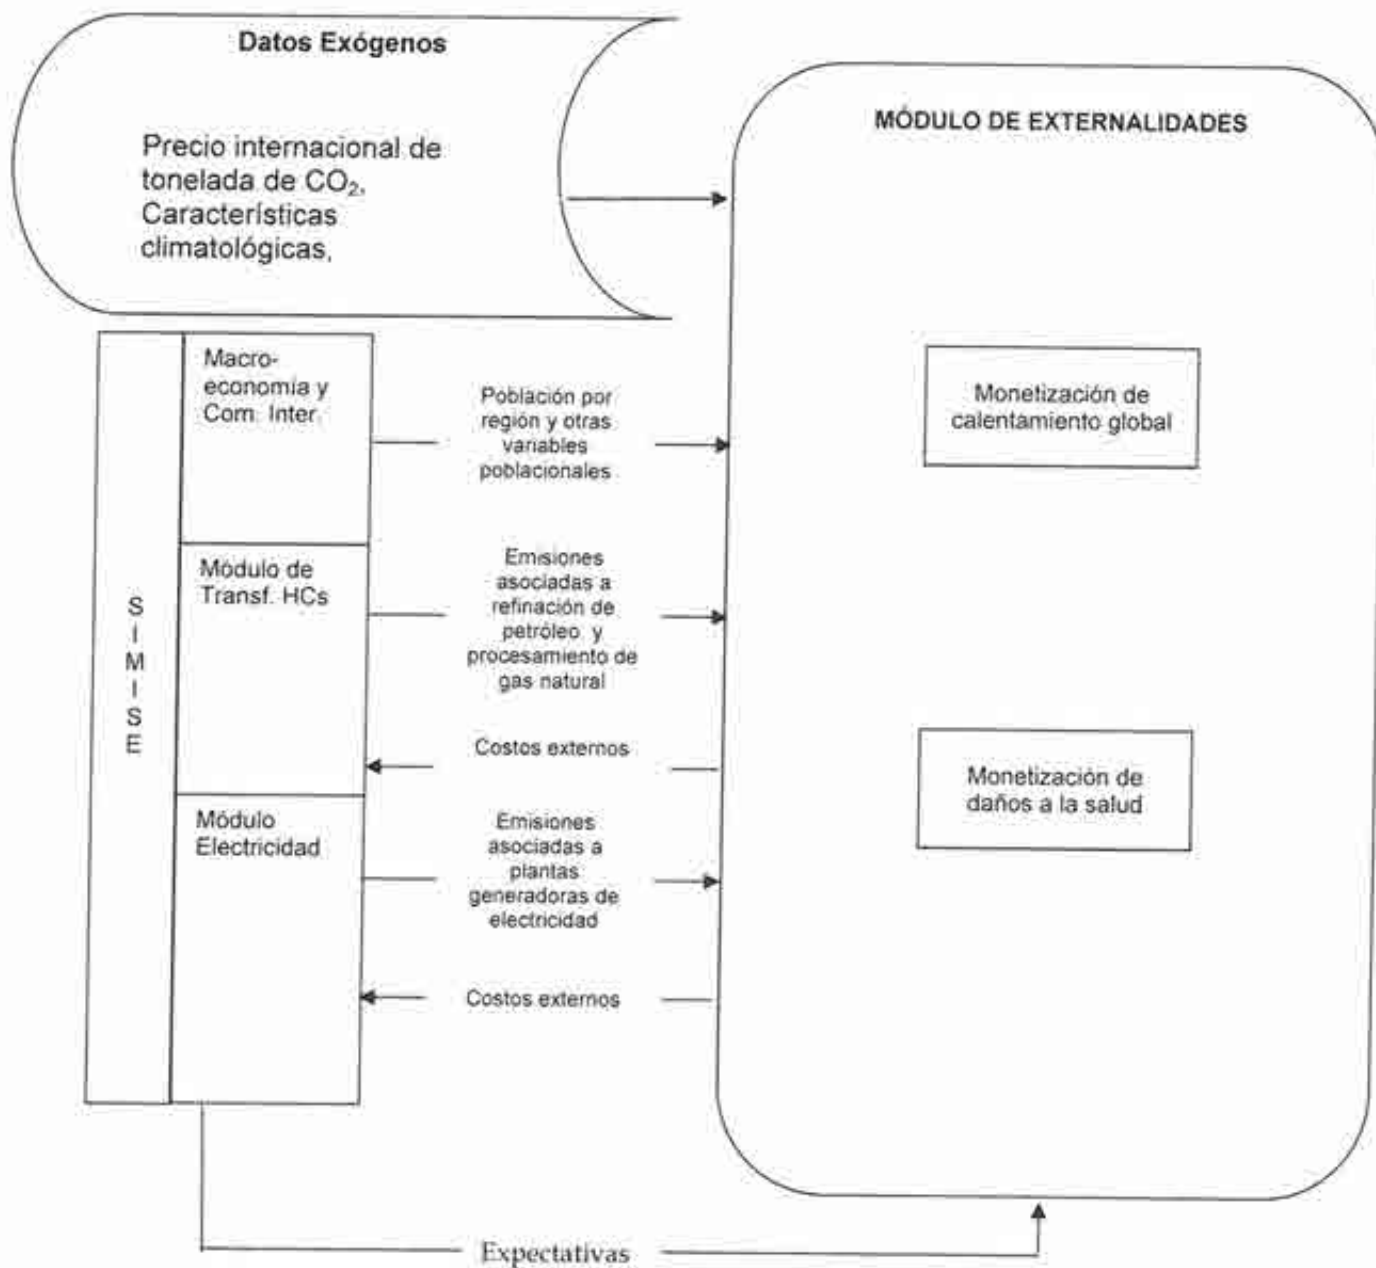 Datos Exógenos
Precio internacional de
tonelada de CO₂,
Características
climatológicas,
MÓDULO DE EXTERNALIDADES
Monetización de
calentamiento global
Monetización de
daños a la salud
S
I
M
I
S
E
Macro-
economía y
Com. Inter.
Población por
región y otras
variables
poblacionales
Módulo de
Transf. HCs
Emisiones
asociadas a
refinación de
petróleo y
procesamiento de
gas natural
Costos externos
Módulo
Electricidad
Emisiones
asociadas a
plantas
generadoras de
electricidad
Costos externos
Expectativas